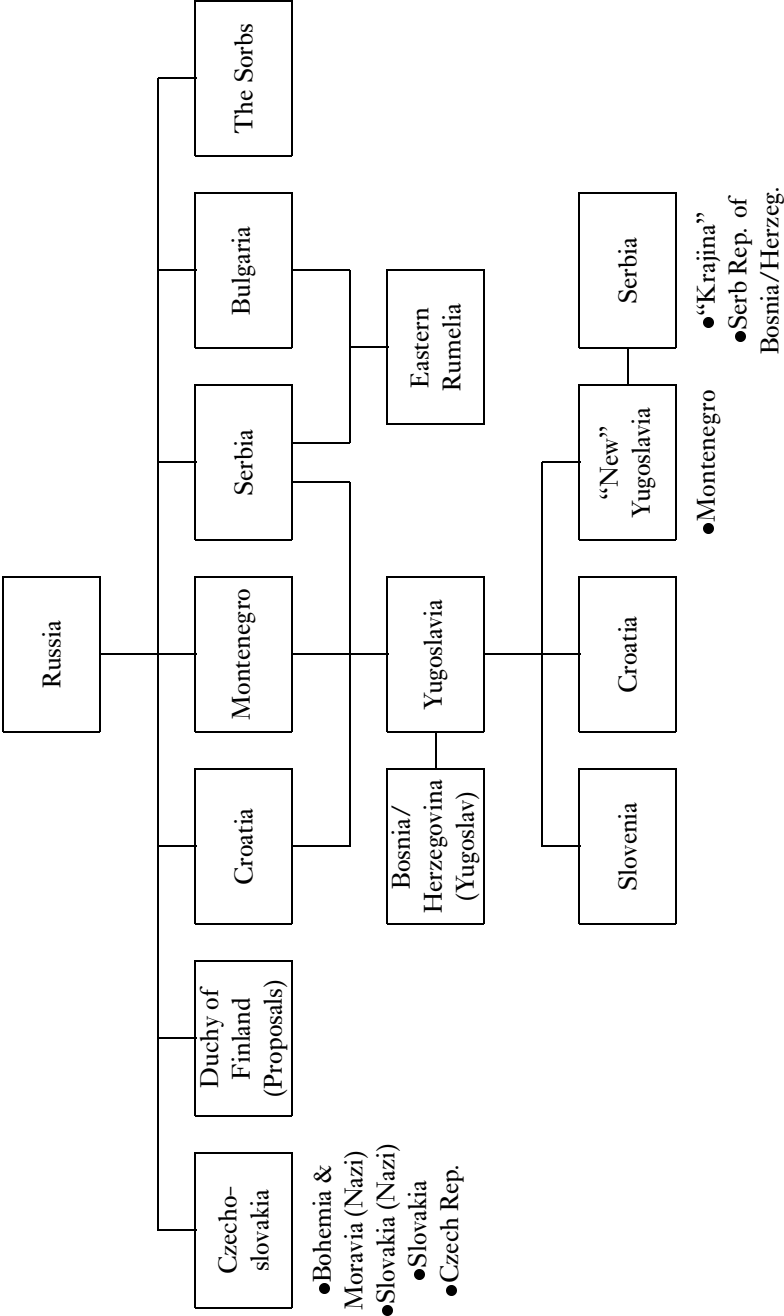 Russia
Czecho-
slovakia
Duchy of
Finland
(Proposals)
Croatia
Montenegro
Serbia
Bulgaria
The Sorbs
●Bohemia &
Moravia (Nazi)
●Slovakia (Nazi)
●Slovakia
●Czech Rep.
Bosnia/
Herzegovina
(Yugoslav)
Yugoslavia
Eastern
Rumelia
Slovenia
Croatia
“New”
Yugoslavia
Serbia
●Montenegro
●“Krajina”
●Serb Rep. of
Bosnia/Herzeg.